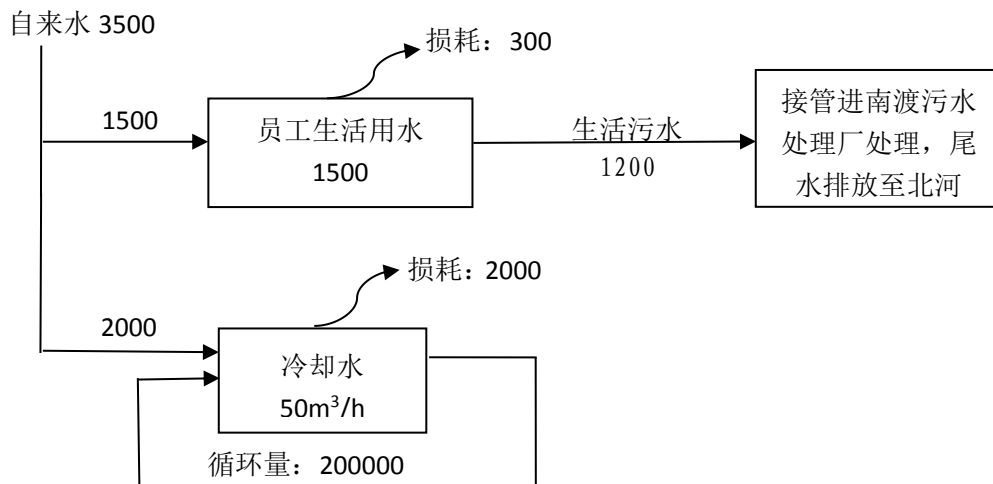 自来水 3500
损耗：300
1500
员工生活用水
1500
生活污水
1200
接管进南渡污水
处理厂处理，尾
水排放至北河
损耗：2000
2000
冷却水
50m³/h
循环量：200000